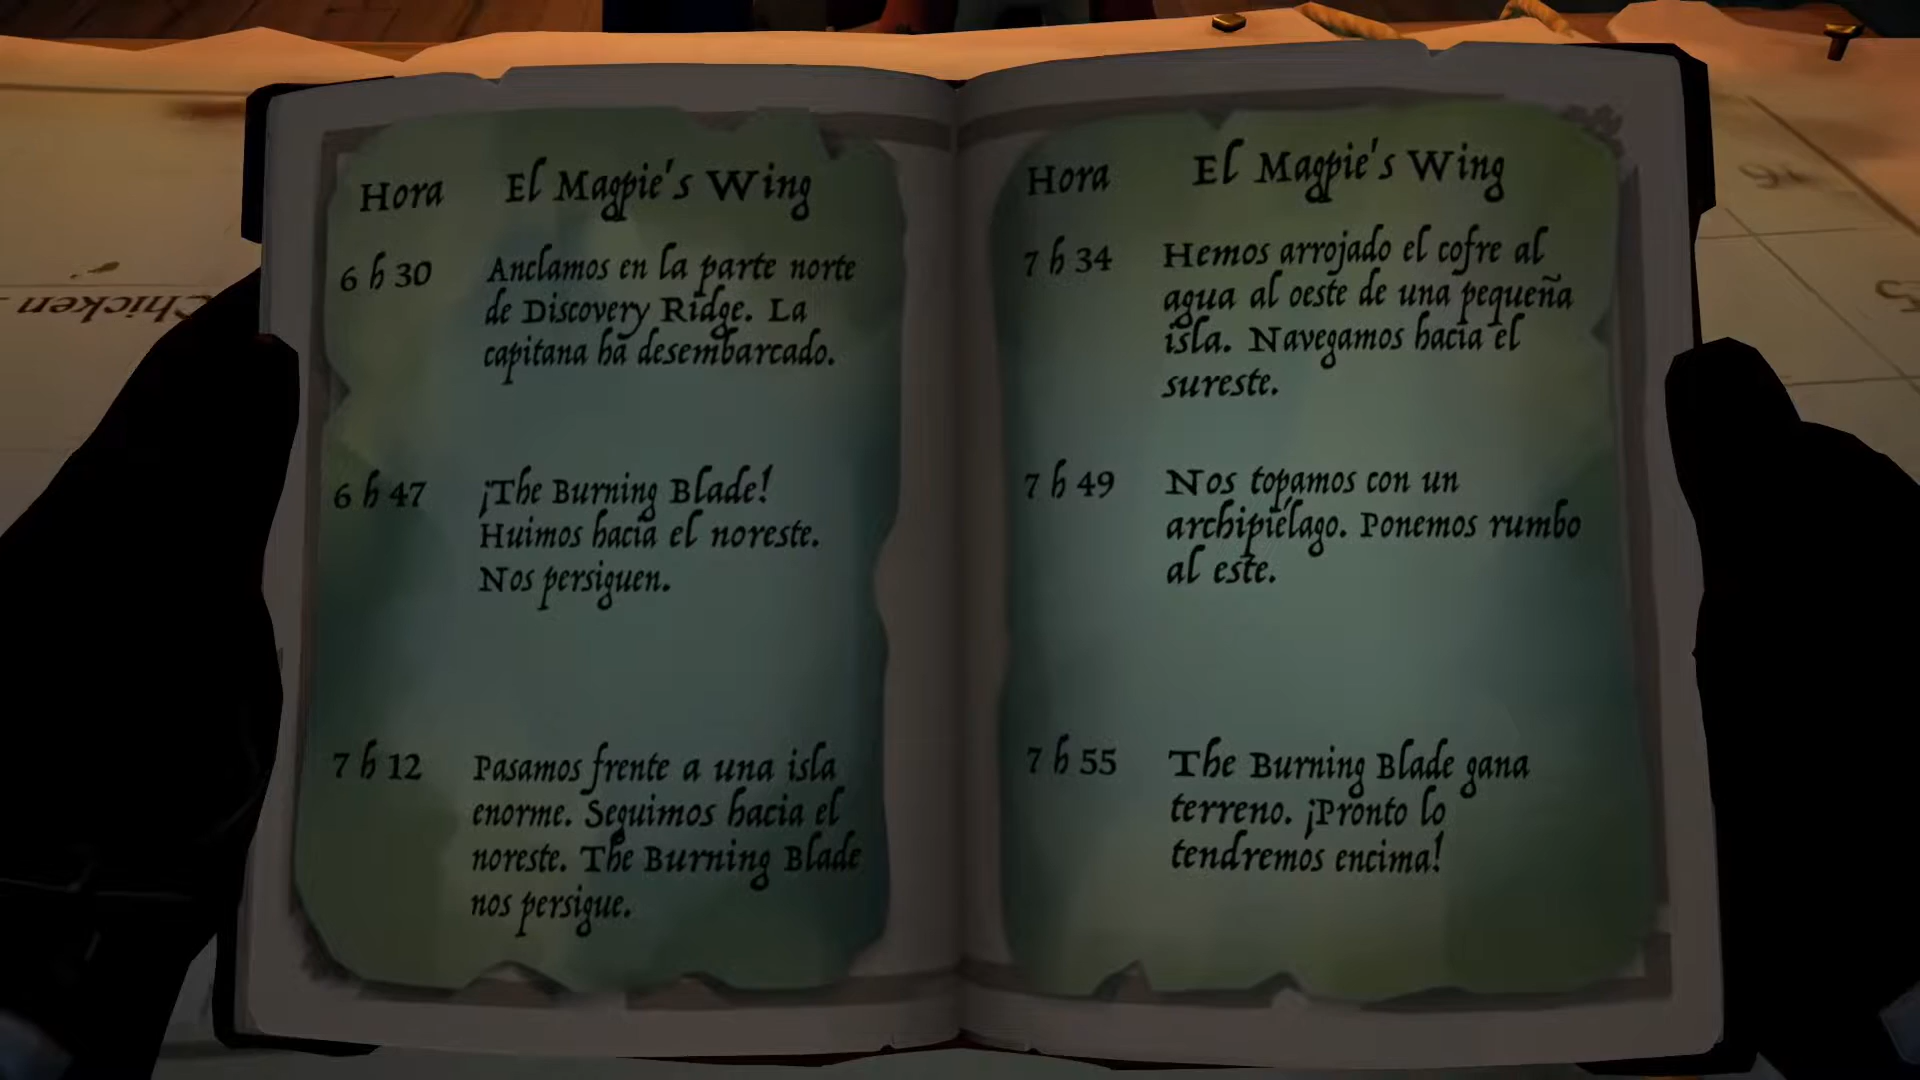 Hora El Magpie's Wing
6 h 30 Anclamos en la parte norte
de Discovery Ridge. La
capitana ha desembarcado.
6 h 47 ¡The Burning Blade!
Huimos hacia el noreste.
Nos persiguen.
7 h 12 Pasamos frente a una isla
enorme. Seguimos hacia el
noreste. The Burning Blade
nos persigue.
Hora El Magpie's Wing
7 h 34 Hemos arrojado el cofre al
agua al oeste de una pequeña
isla. Navegamos hacia el
sureste.
7 h 49 Nos topamos con un
archipiélago. Ponemos rumbo
al este.
7 h 55 The Burning Blade gana
terreno. ¡Pronto lo
tendremos encima!
Chicken